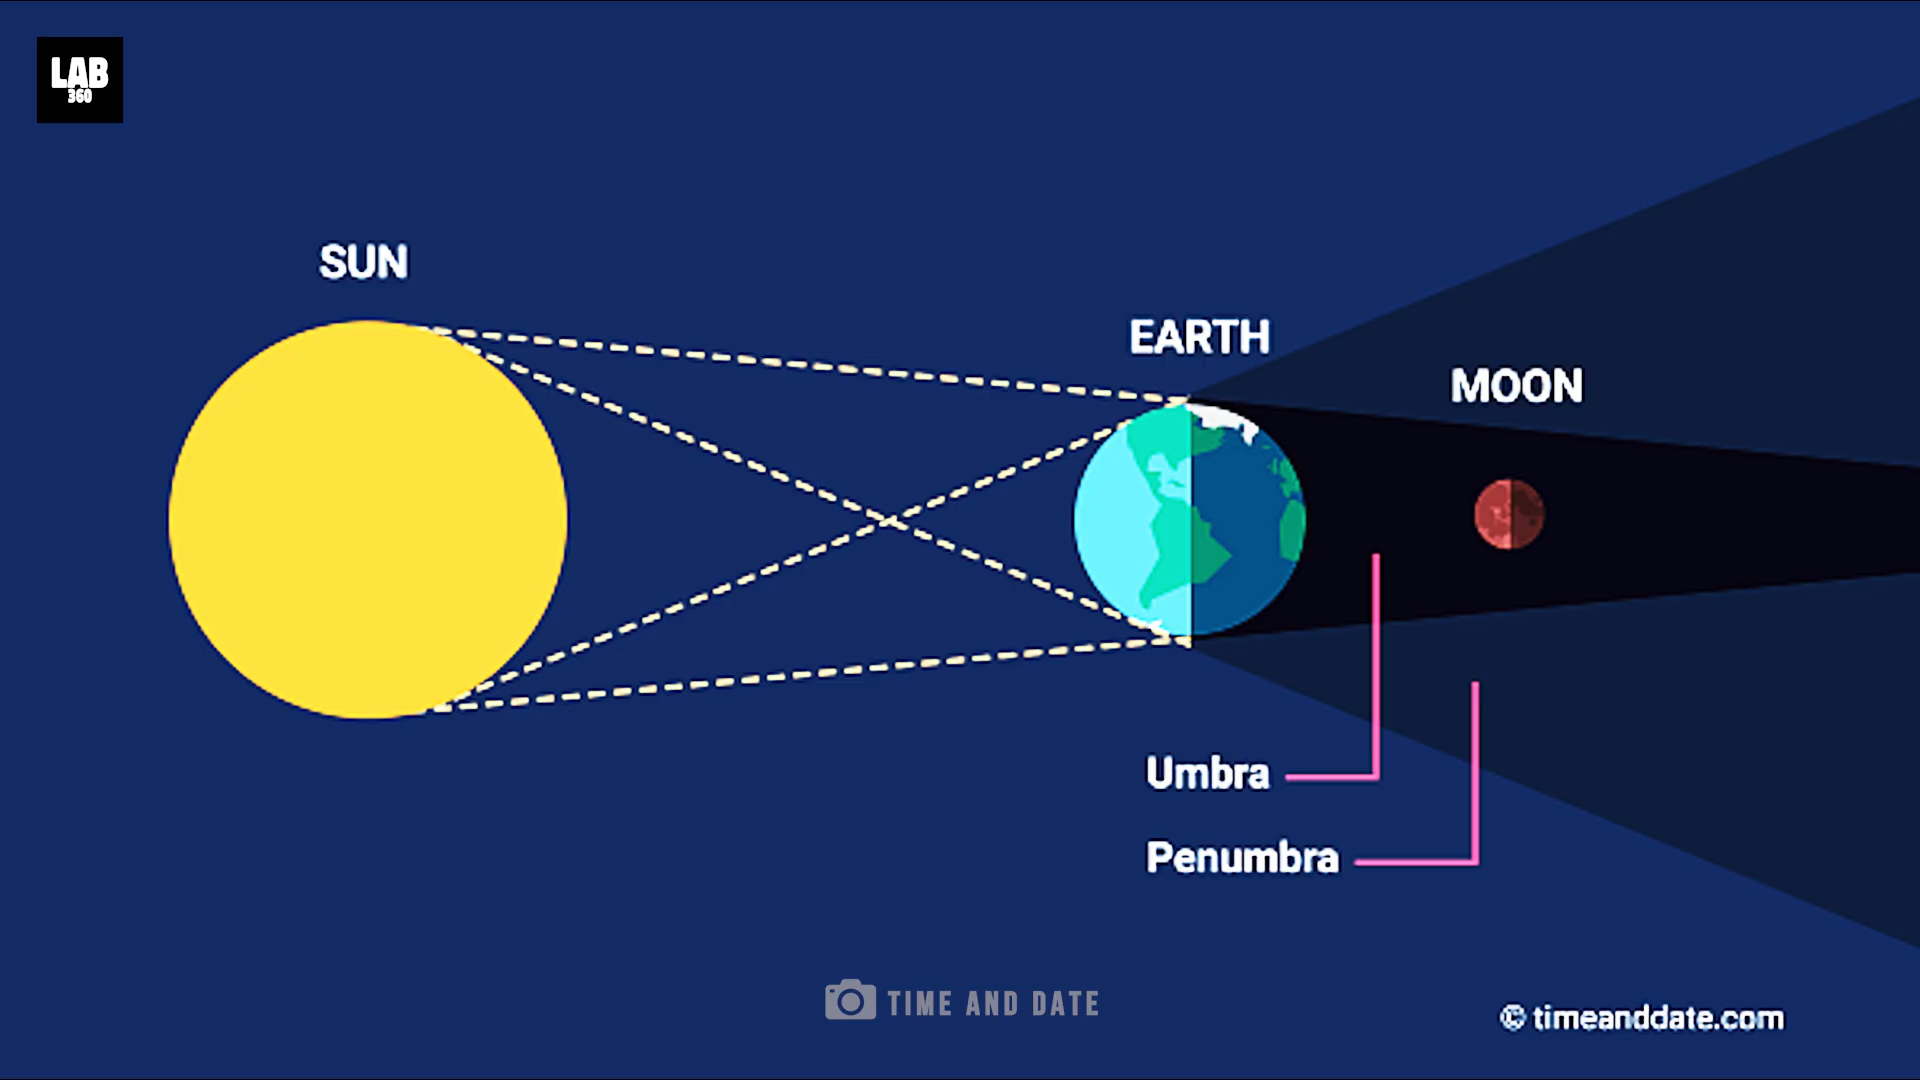 LAB
360
SUN
EARTH
MOON
Umbra
Penumbra
TIME AND DATE
© timeanddate.com